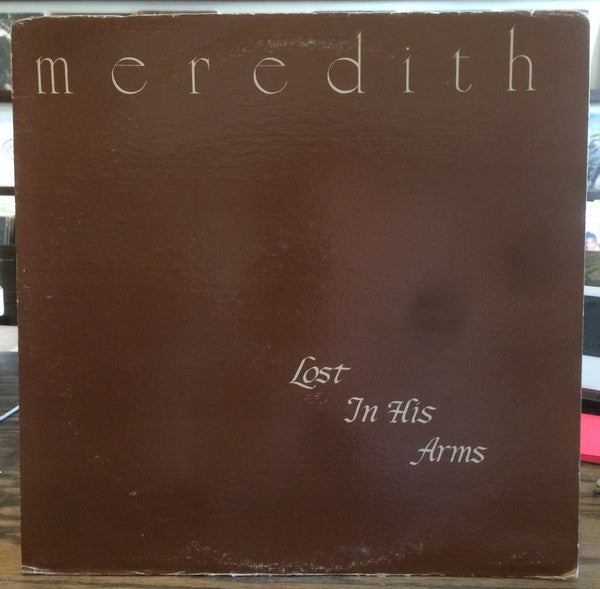 meredith
Lost
In His
Arms